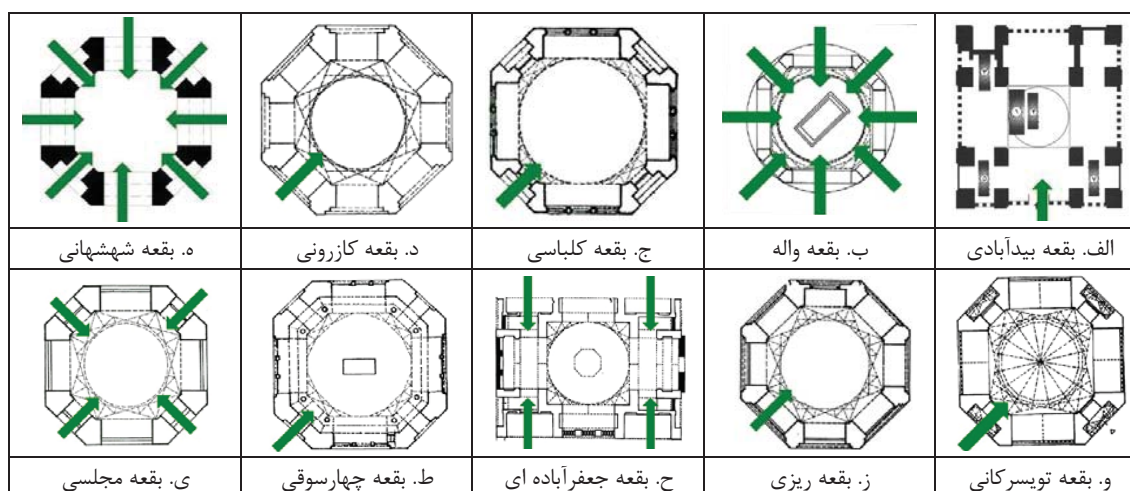 الف. بقعه بیدآبادی
ب. بقعه واله
ج. بقعه کلباسی
د. بقعه کازرونی
ه. بقعه شهشهانی
و. بقعه تویسرکانی
ز. بقعه ریزی
ح. بقعه جعفرآباده ای
ط. بقعه چهارسوقی
ی. بقعه مجلسی